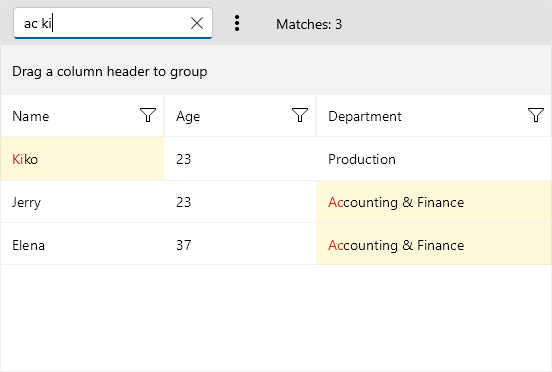 ac ki
Matches: 3
Drag a column header to group
Name Age Department
Kiko 23 Production
Jerry 23 Accounting & Finance
Elena 37 Accounting & Finance